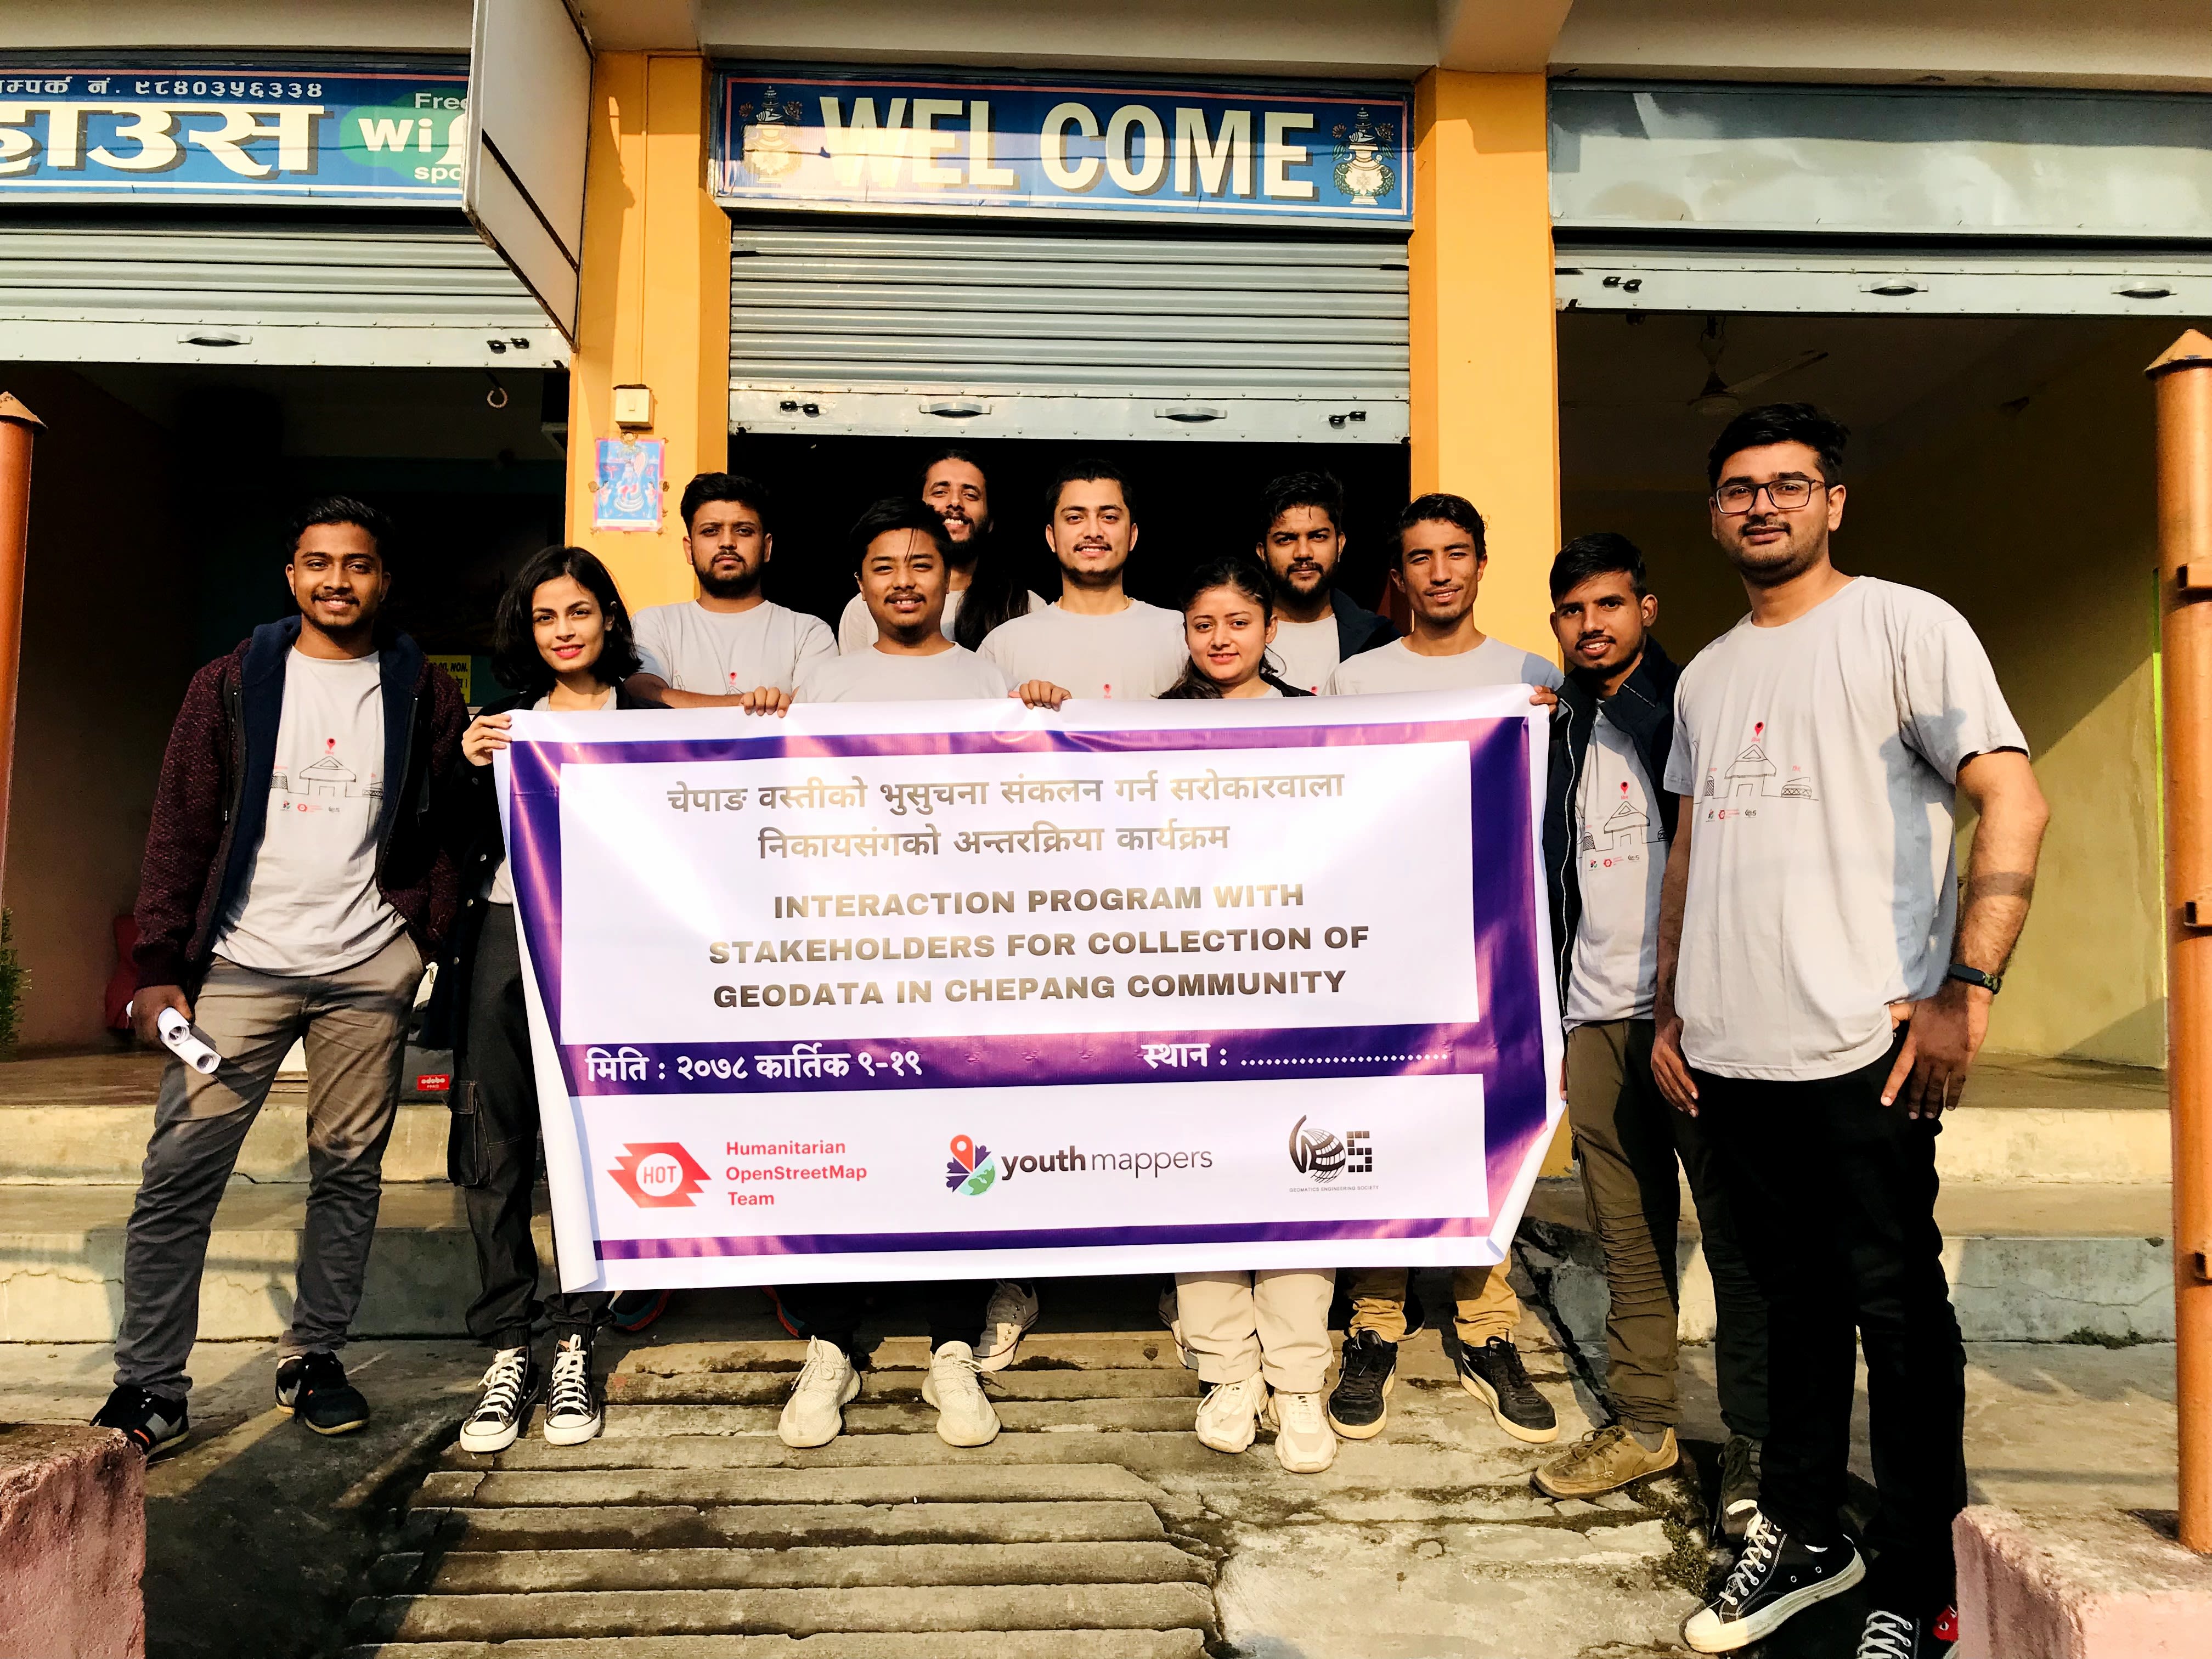 सम्पर्क नं. ९८४०३५६३३४
हाउस
Free
Wi
WEL COME
चेपाङ वस्तीको भुसुचना संकलन गर्न सरोकारवाला
निकायसंगको अन्तरक्रिया कार्यक्रम
INTERACTION PROGRAM WITH
STAKEHOLDERS FOR COLLECTION OF
GEODATA IN CHEPANG COMMUNITY
मिति : २०७८ कार्तिक ९-१९
स्थान : ..........................
HOT
Humanitarian
OpenStreetMap
Team
youthmappers
GES
GEOMATICS ENGINEERING SOCIETY